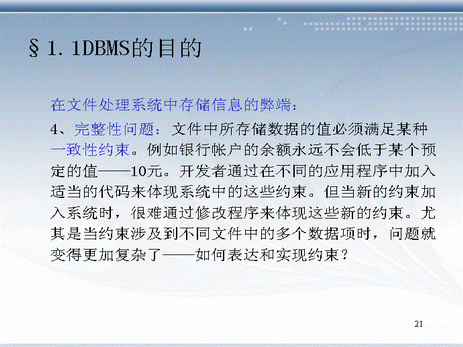 §1.1DBMS的目的
在文件处理系统中存储信息的弊端：
4、完整性问题：文件中所存储数据的值必须满足某种
一致性约束。例如银行帐户的余额永远不会低于某个预
定的值——10元。开发者通过在不同的应用程序中加入
适当的代码来体现系统中的这些约束。但当新的约束加
入系统时，很难通过修改程序来体现这些新的约束。尤
其是当约束涉及到不同文件中的多个数据项时，问题就
变得更加复杂了——如何表达和实现约束？
21